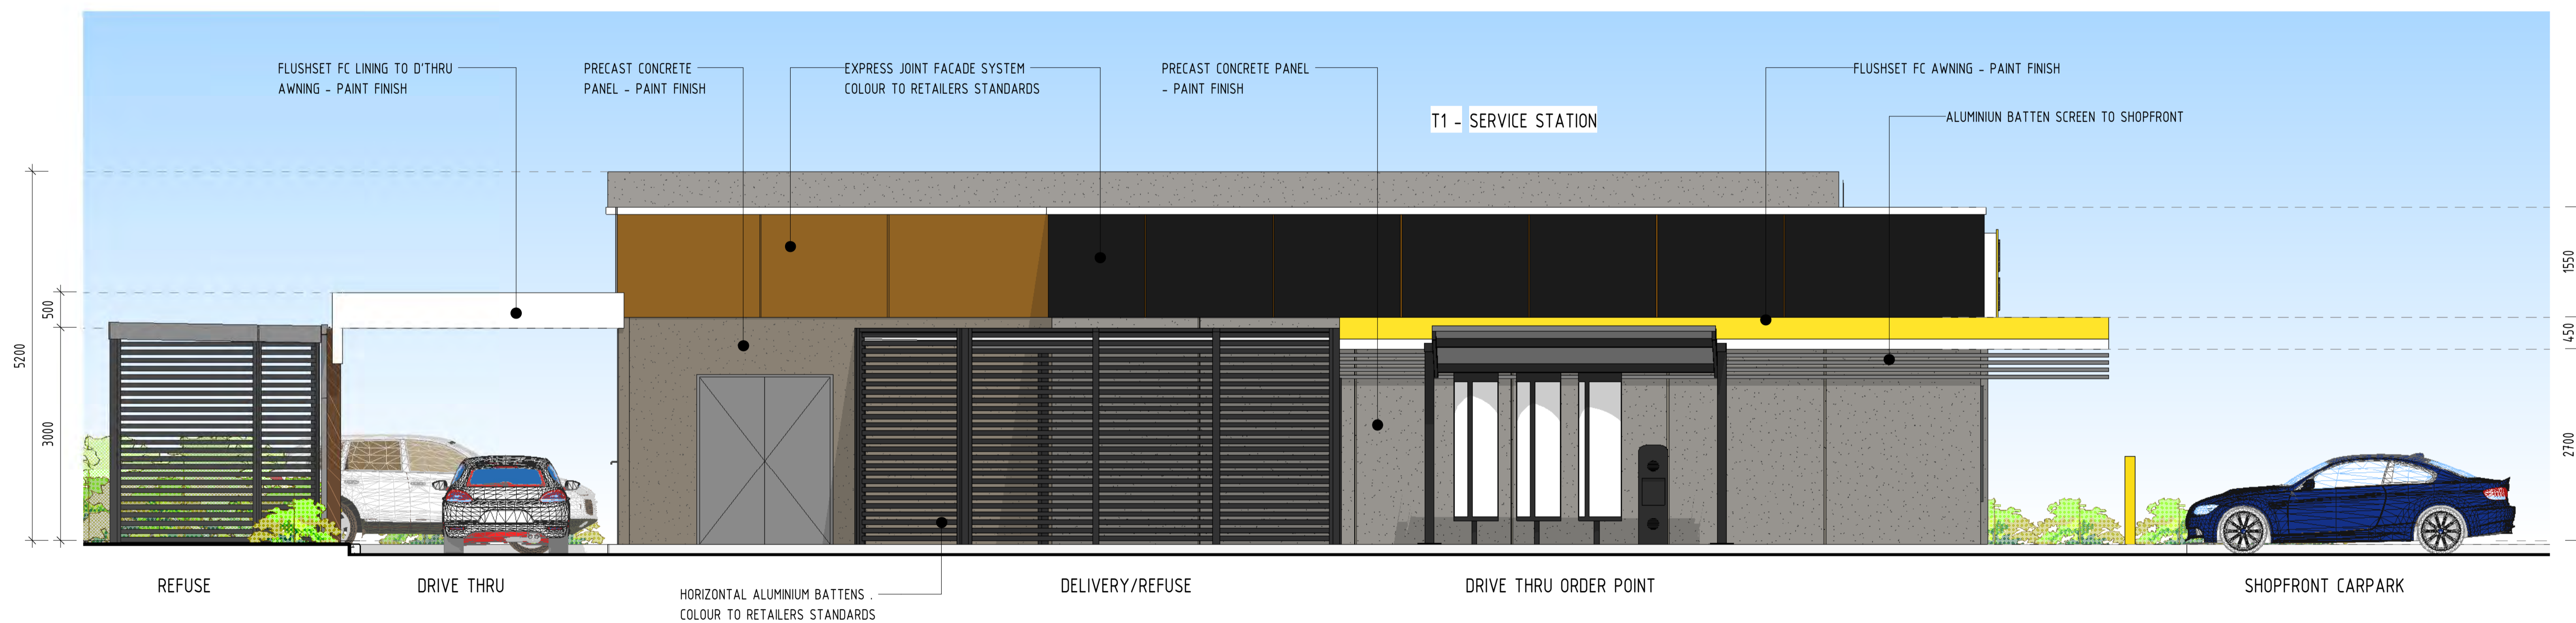 FLUSHSET FC LINING TO D'THRU
AWNING - PAINT FINISH
PRECAST CONCRETE
PANEL - PAINT FINISH
EXPRESS JOINT FACADE SYSTEM
COLOUR TO RETAILERS STANDARDS
PRECAST CONCRETE PANEL
- PAINT FINISH
FLUSHSET FC AWNING - PAINT FINISH
T1 - SERVICE STATION
ALUMINIUN BATTEN SCREEN TO SHOPFRONT
5200
500
3000
1550
450
2700
REFUSE
DRIVE THRU
DELIVERY/REFUSE
DRIVE THRU ORDER POINT
SHOPFRONT CARPARK
HORIZONTAL ALUMINIUM BATTENS .
COLOUR TO RETAILERS STANDARDS